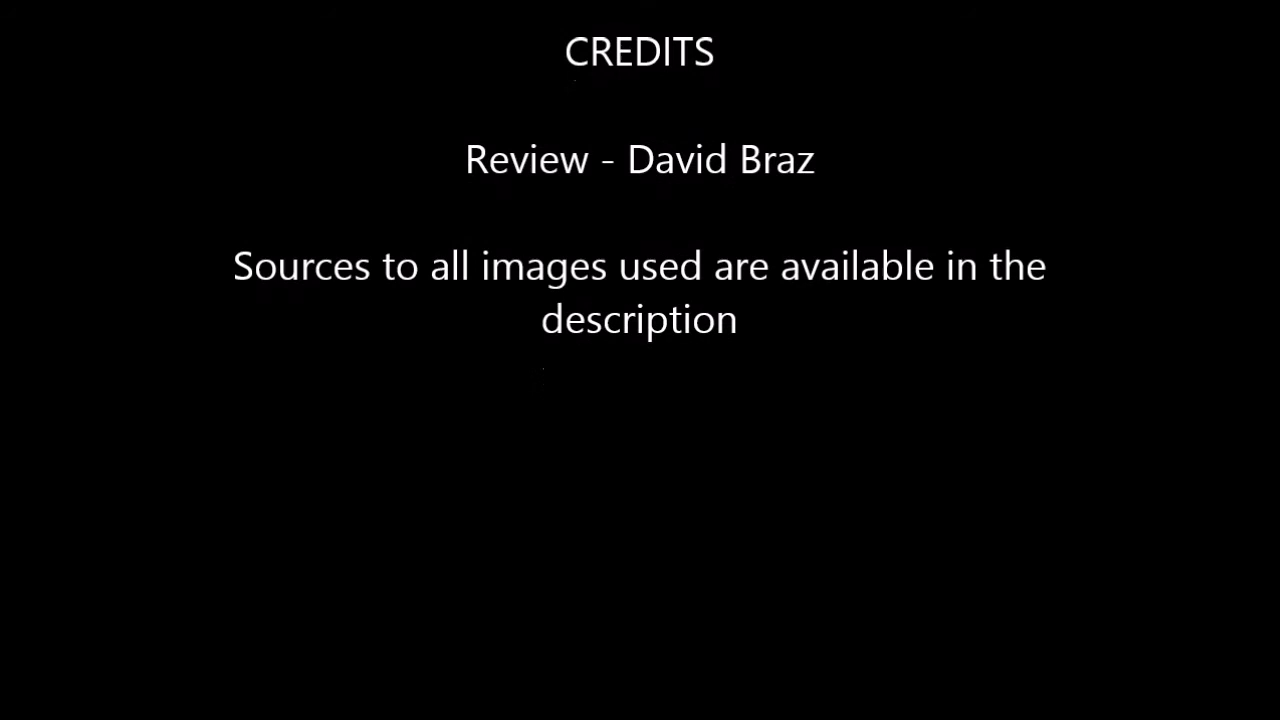 CREDITS
Review - David Braz
Sources to all images used are available in the
description